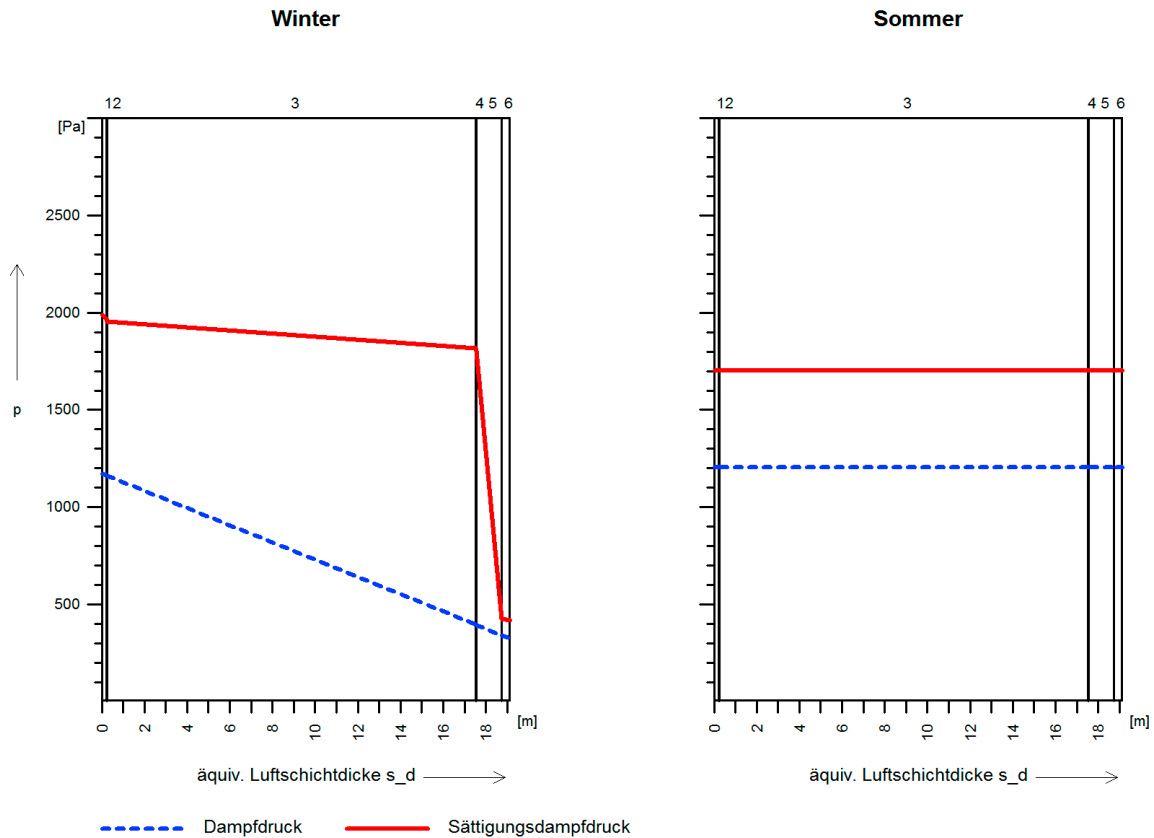 Winter Sommer
12 3 4 5 6 12 3 4 5 6
[Pa]
2500
2000
1500
p
1000
500
0 2 4 6 8 10 12 14 16 18 [m] 0 2 4 6 8 10 12 14 16 18 [m]
äquiv. Luftschichtdicke s_d äquiv. Luftschichtdicke s_d
Dampfdruck Sättigungsdampfdruck